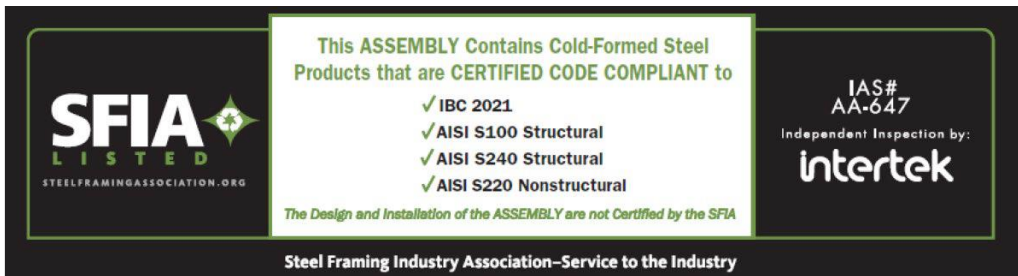 SFIA
LISTED
STEELFRAMINGASSOCIATION.ORG
This ASSEMBLY Contains Cold-Formed Steel
Products that are CERTIFIED CODE COMPLIANT to
✓IBC 2021
✓AISI S100 Structural
✓AISI S240 Structural
✓AISI S220 Nonstructural
The Design and Installation of the ASSEMBLY are not Certified by the SFIA
IAS#
AA-647
Independent Inspection by:
intertek
Steel Framing Industry Association–Service to the Industry